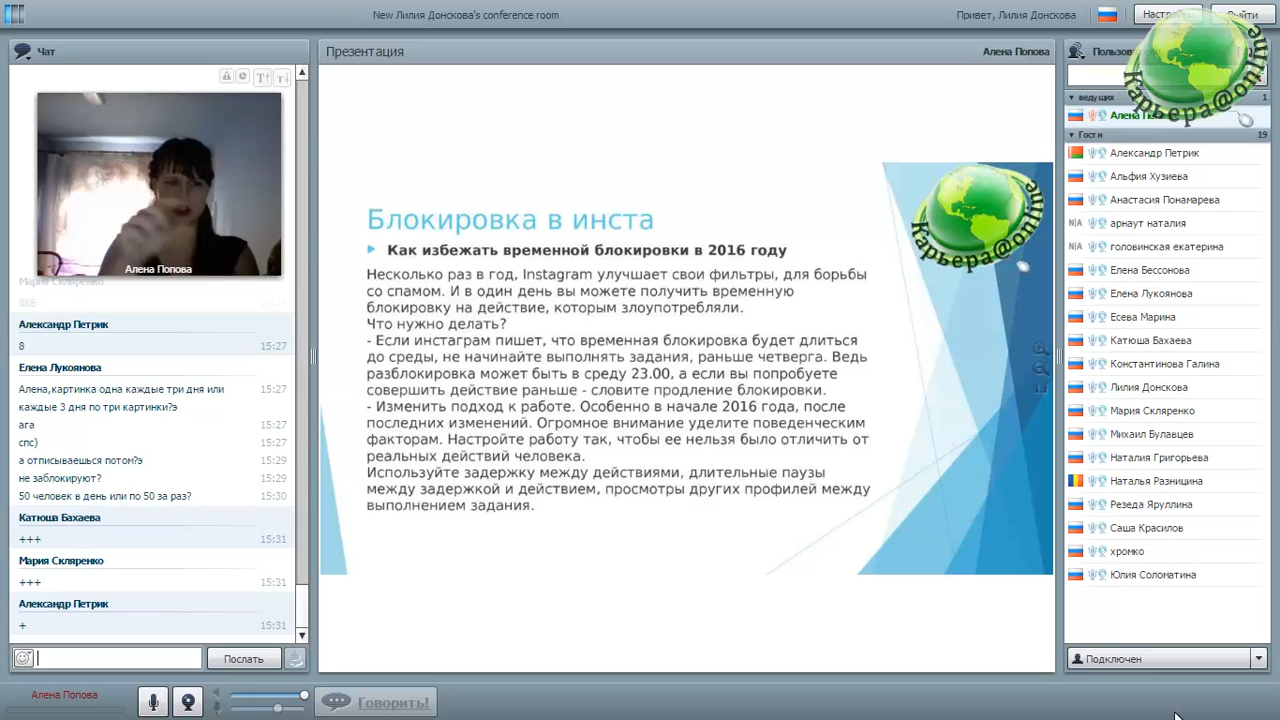 New Лилия Донскова's conference room
Привет, Лилия Донскова
Выйти
Чат
Алена Попова
888
Александр Петрик
8 15:27
Елена Лукоянова
Алена,картинка одна каждые три дня или 15:27
каждые 3 дня по три картинки?э
ага 15:27
спс) 15:27
а отписываешься потом?э 15:29
не заблокируют? 15:29
50 человек в день или по 50 за раз? 15:30
Катюша Бахаева
+++ 15:31
Мария Скляренко
+++ 15:31
Александр Петрик
+ 15:31
Послать
Презентация
Алена Попова
Блокировка в инста
Как избежать временной блокировки в 2016 году
Несколько раз в год, Instagram улучшает свои фильтры, для борьбы
со спамом. И в один день вы можете получить временную
блокировку на действие, которым злоупотребляли.
Что нужно делать?
- Если инстаграм пишет, что временная блокировка будет длиться
до среды, не начинайте выполнять задания, раньше четверга. Ведь
разблокировка может быть в среду 23.00, а если вы попробуете
совершить действие раньше - словите продление блокировки.
- Изменить подход к работе. Особенно в начале 2016 года, после
последних изменений. Огромное внимание уделите поведенческим
факторам. Настройте работу так, чтобы ее нельзя было отличить от
реальных действий человека.
Используйте задержку между действиями, длительные паузы
между задержкой и действием, просмотры других профилей между
выполнением задания.
Карьера@online
Карьера@online
ведущих 1
Алена
Гости 19
Александр Петрик
Альфия Хузиева
Анастасия Понамарева
N/A арнаут наталия
N/A головинская екатерина
Елена Бессонова
Елена Лукоянова
Есева Марина
Катюша Бахаева
Константинова Галина
Лилия Донскова
Мария Скляренко
Михаил Булавцев
Наталия Григорьева
Наталья Разницина
Резеда Яруллина
Саша Красилов
хромко
Юлия Соломатина
Подключен
Алена Попова
Говорить!